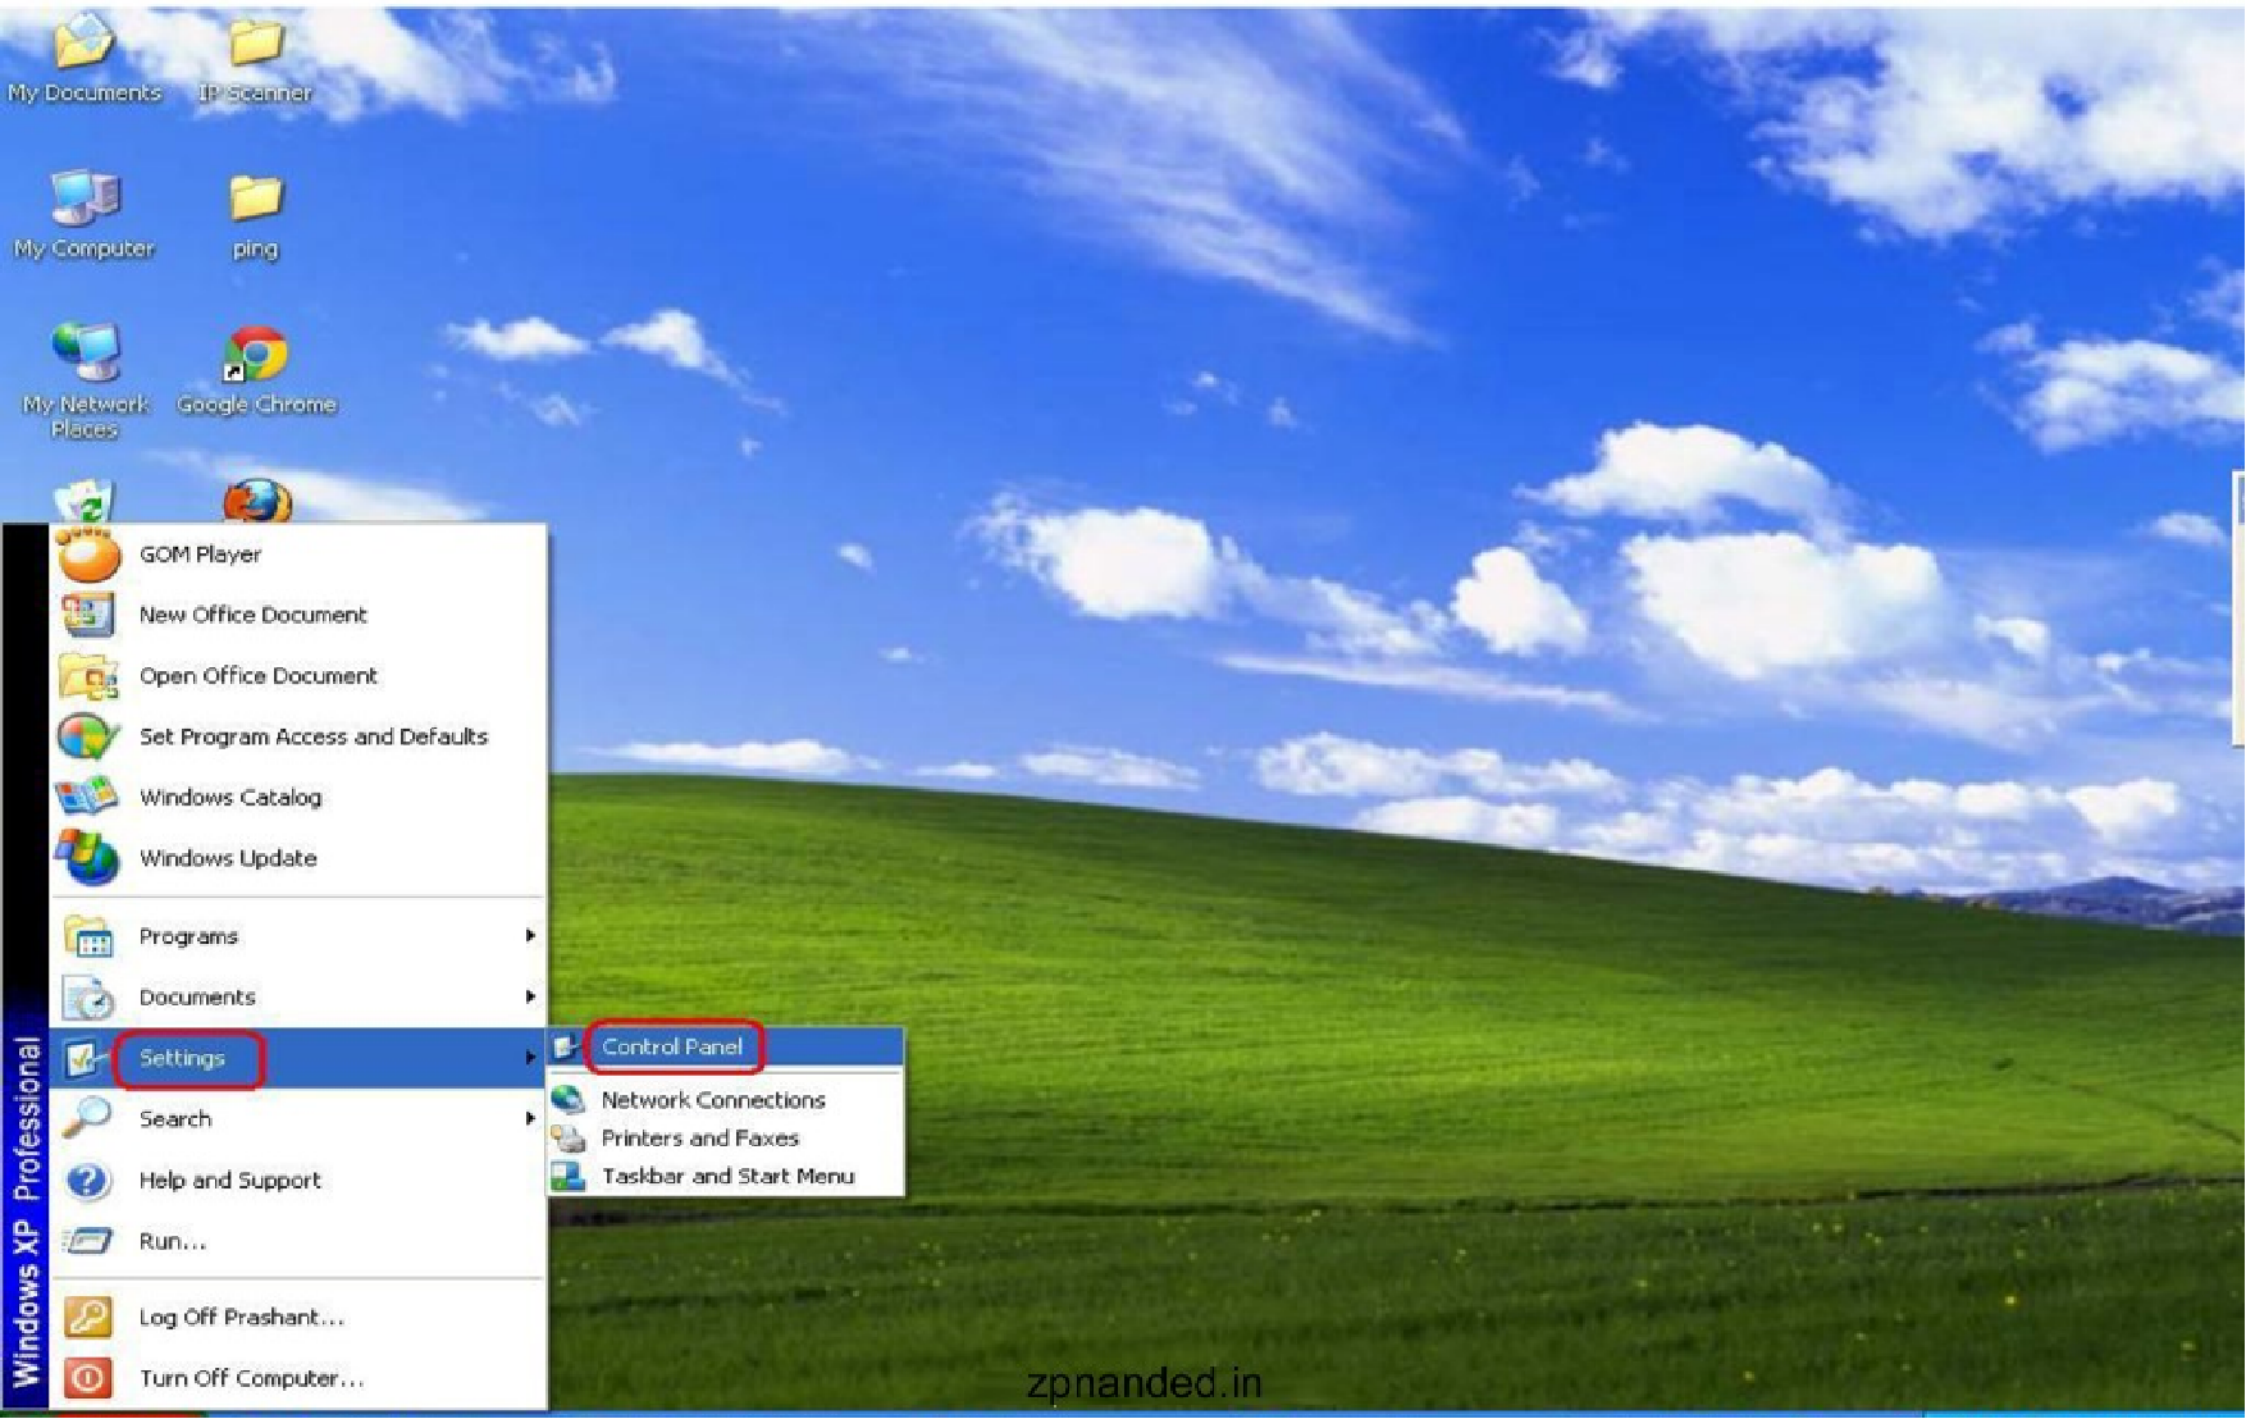 My Documents
IP Scanner
My Computer
ping
My Network
Places
Google Chrome
GOM Player
New Office Document
Open Office Document
Set Program Access and Defaults
Windows Catalog
Windows Update
Programs
Documents
Settings
Search
Help and Support
Run...
Log Off Prashant...
Turn Off Computer...
Windows XP Professional
Control Panel
Network Connections
Printers and Faxes
Taskbar and Start Menu
zpnanded.in